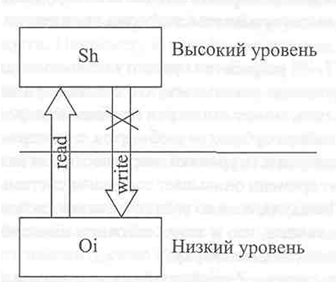 Sh
Высокий уровень
read
write
Oi
Низкий уровень